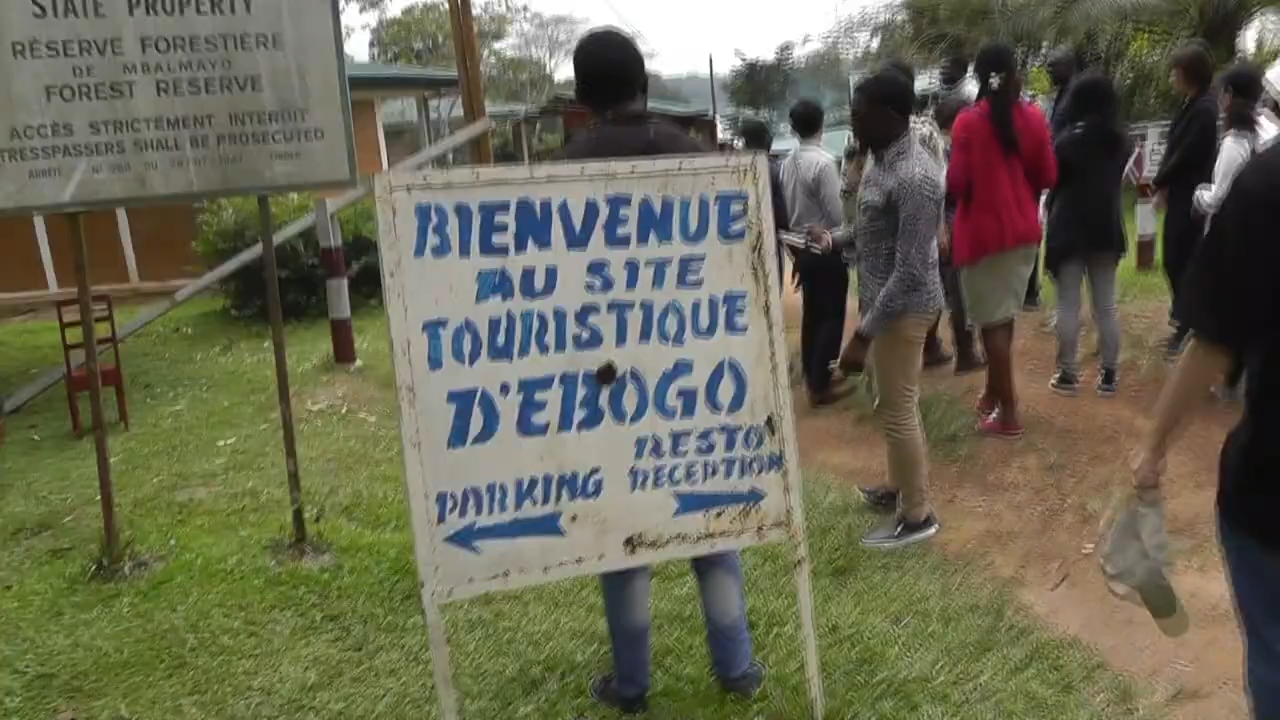 STATE PROPERTY
RÉSERVE FORESTIÈRE
DE MBALMAYO
FOREST RESERVE
ACCÈS STRICTEMENT INTERDIT
TRESSPASSERS SHALL BE PROSECUTED
ARRÊTÉ
BIENVENUE
AU SITE
TOURISTIQUE
D'EBOGO
RESTO
PARKING RECEPTION